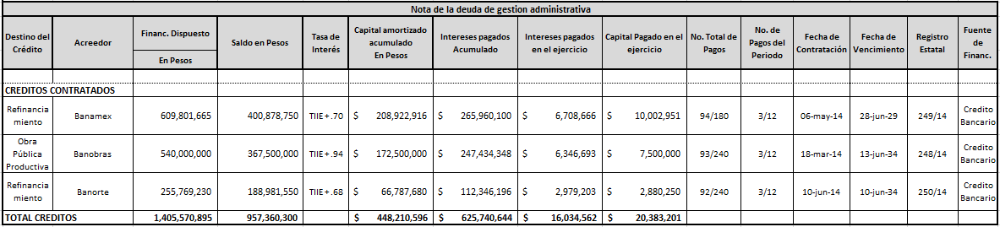 Nota de la deuda de gestion administrativa
Destino del Crédito Acreedor Financ. Dispuesto En Pesos Saldo en Pesos Tasa de Interés Capital amortizado acumulado En Pesos Intereses pagados Acumulado Intereses pagados en el ejercicio Capital Pagado en el ejercicio No. Total de Pagos No. de Pagos del Periodo Fecha de Contratación Fecha de Vencimiento Registro Estatal Fuente de Financ.
CREDITOS CONTRATADOS
Refinancia miento Banamex 609,801,665 400,878,750 TIIE + .70 $ 208,922,916 $ 265,960,100 $ 6,708,666 $ 10,002,951 94/180 3/12 06-may-14 28-jun-29 249/14 Credito Bancario
Obra Pública Productiva Banobras 540,000,000 367,500,000 TIIE + .94 $ 172,500,000 $ 247,434,348 $ 6,346,693 $ 7,500,000 93/240 3/12 18-mar-14 13-jun-34 248/14 Credito Bancario
Refinancia miento Banorte 255,769,230 188,981,550 TIIE + .68 $ 66,787,680 $ 112,346,196 $ 2,979,203 $ 2,880,250 92/240 3/12 10-jun-14 10-jun-34 250/14 Credito Bancario
TOTAL CREDITOS 1,405,570,895 957,360,300 $ 448,210,596 $ 625,740,644 $ 16,034,562 $ 20,383,201